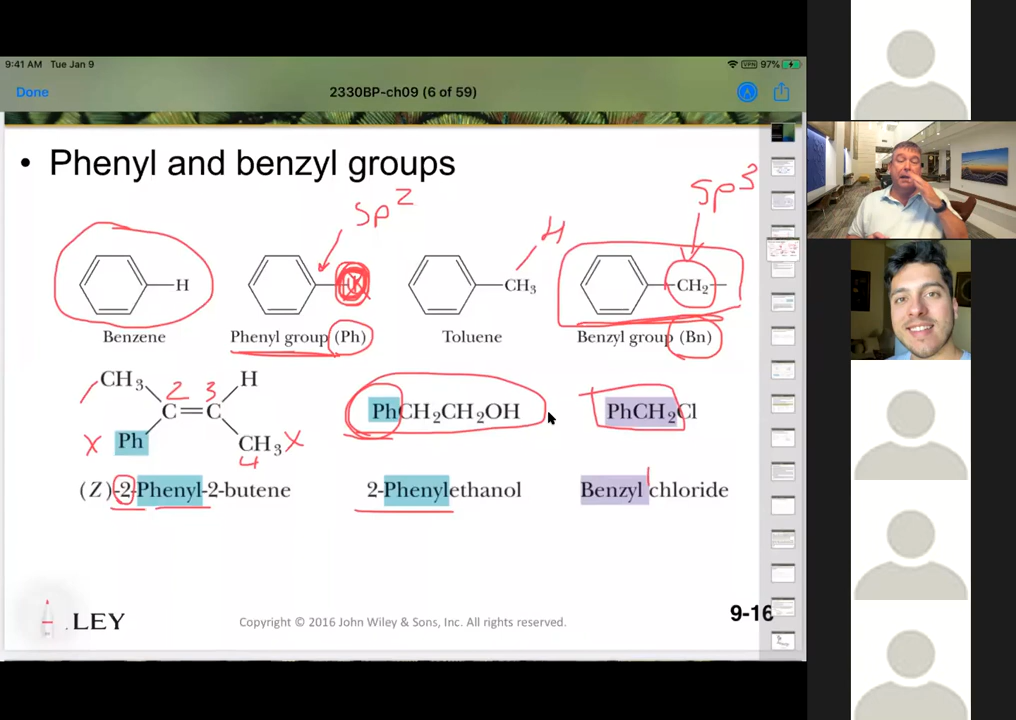 9:41 AM Tue Jan 9
VPN 97%
Done
2330BP-ch09 (6 of 59)
• Phenyl and benzyl groups
sp2
sp3
H
H
CH3
CH2
Benzene
Phenyl group (Ph)
Toluene
Benzyl group (Bn)
CH3
2 3
H
C=C
PhCH2CH2OH
PhCH2Cl
X Ph
CH3 X
4
(Z)-2-Phenyl-2-butene
2-Phenylethanol
Benzyl chloride
LEY
Copyright © 2016 John Wiley & Sons, Inc. All rights reserved.
9-16